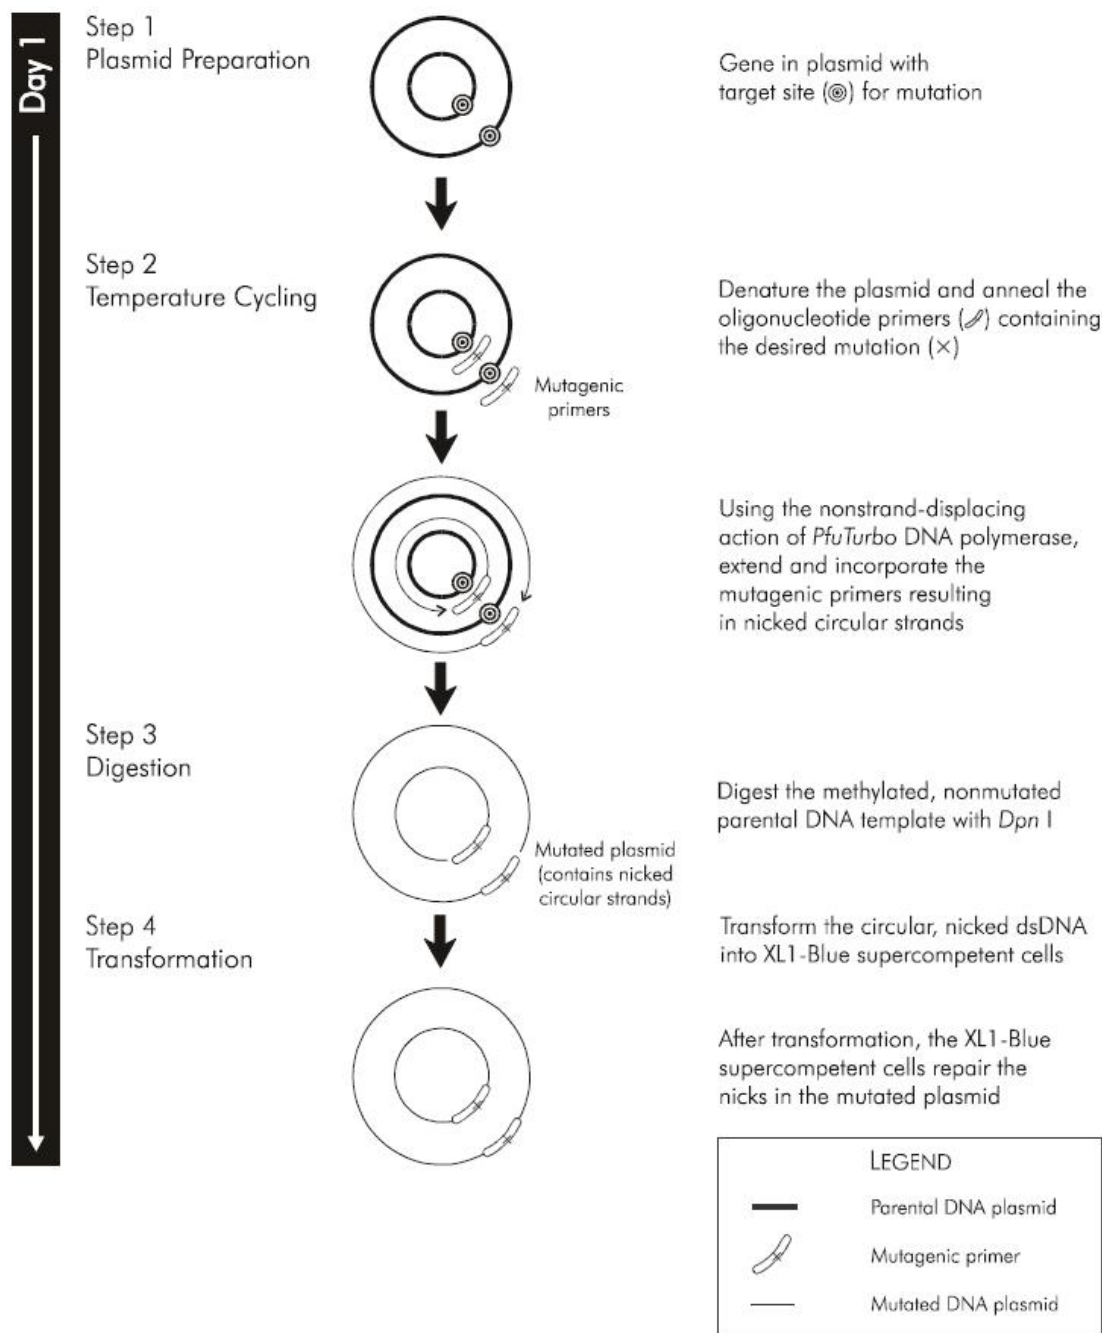 Day 1
Step 1
Plasmid Preparation
Gene in plasmid with
target site (◎) for mutation
Step 2
Temperature Cycling
Denature the plasmid and anneal the
oligonucleotide primers ( ) containing
the desired mutation (×)
Mutagenic
primers
Using the nonstrand-displacing
action of PfuTurbo DNA polymerase,
extend and incorporate the
mutagenic primers resulting
in nicked circular strands
Step 3
Digestion
Digest the methylated, nonmutated
parental DNA template with Dpn I
Mutated plasmid
(contains nicked
circular strands)
Step 4
Transformation
Transform the circular, nicked dsDNA
into XL1-Blue supercompetent cells
After transformation, the XL1-Blue
supercompetent cells repair the
nicks in the mutated plasmid
LEGEND
Parental DNA plasmid
Mutagenic primer
Mutated DNA plasmid